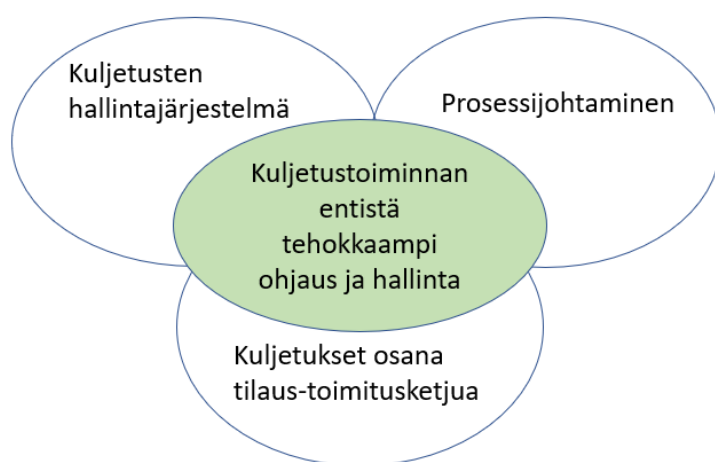 Kuljetusten
hallintajärjestelmä
Prosessijohtaminen
Kuljetustoiminnan
entistä
tehokkaampi
ohjaus ja hallinta
Kuljetukset osana
tilaus-toimitusketjua